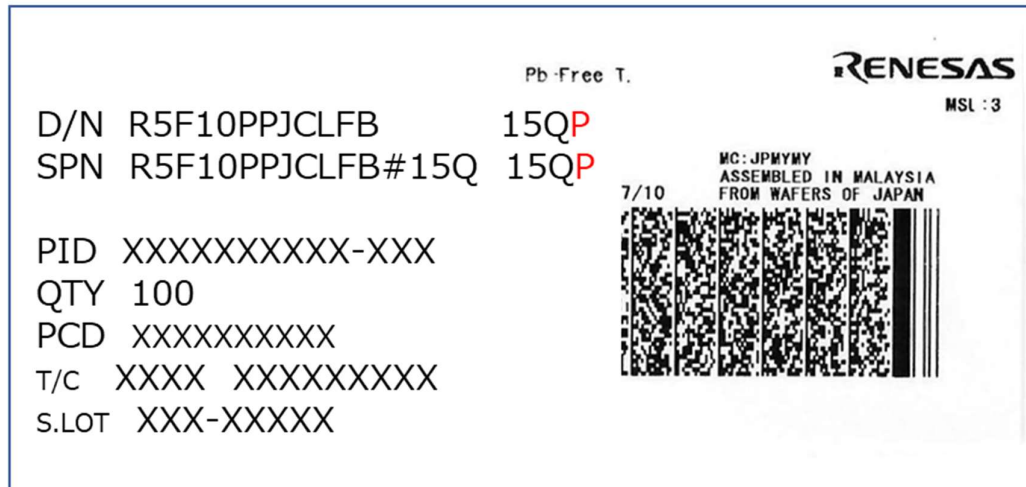 RENESAS
Pb-Free T.
MSL :3
D/N R5F10PPJCLFB 15QP
SPN R5F10PPJCLFB#15Q 15QP
MC:JPMYMY
ASSEMBLED IN MALAYSIA
7/10 FROM WAFERS OF JAPAN
PID XXXXXXXXXX-XXX
QTY 100
PCD XXXXXXXXXX
T/C XXXX XXXXXXXXX
S.LOT XXX-XXXXX